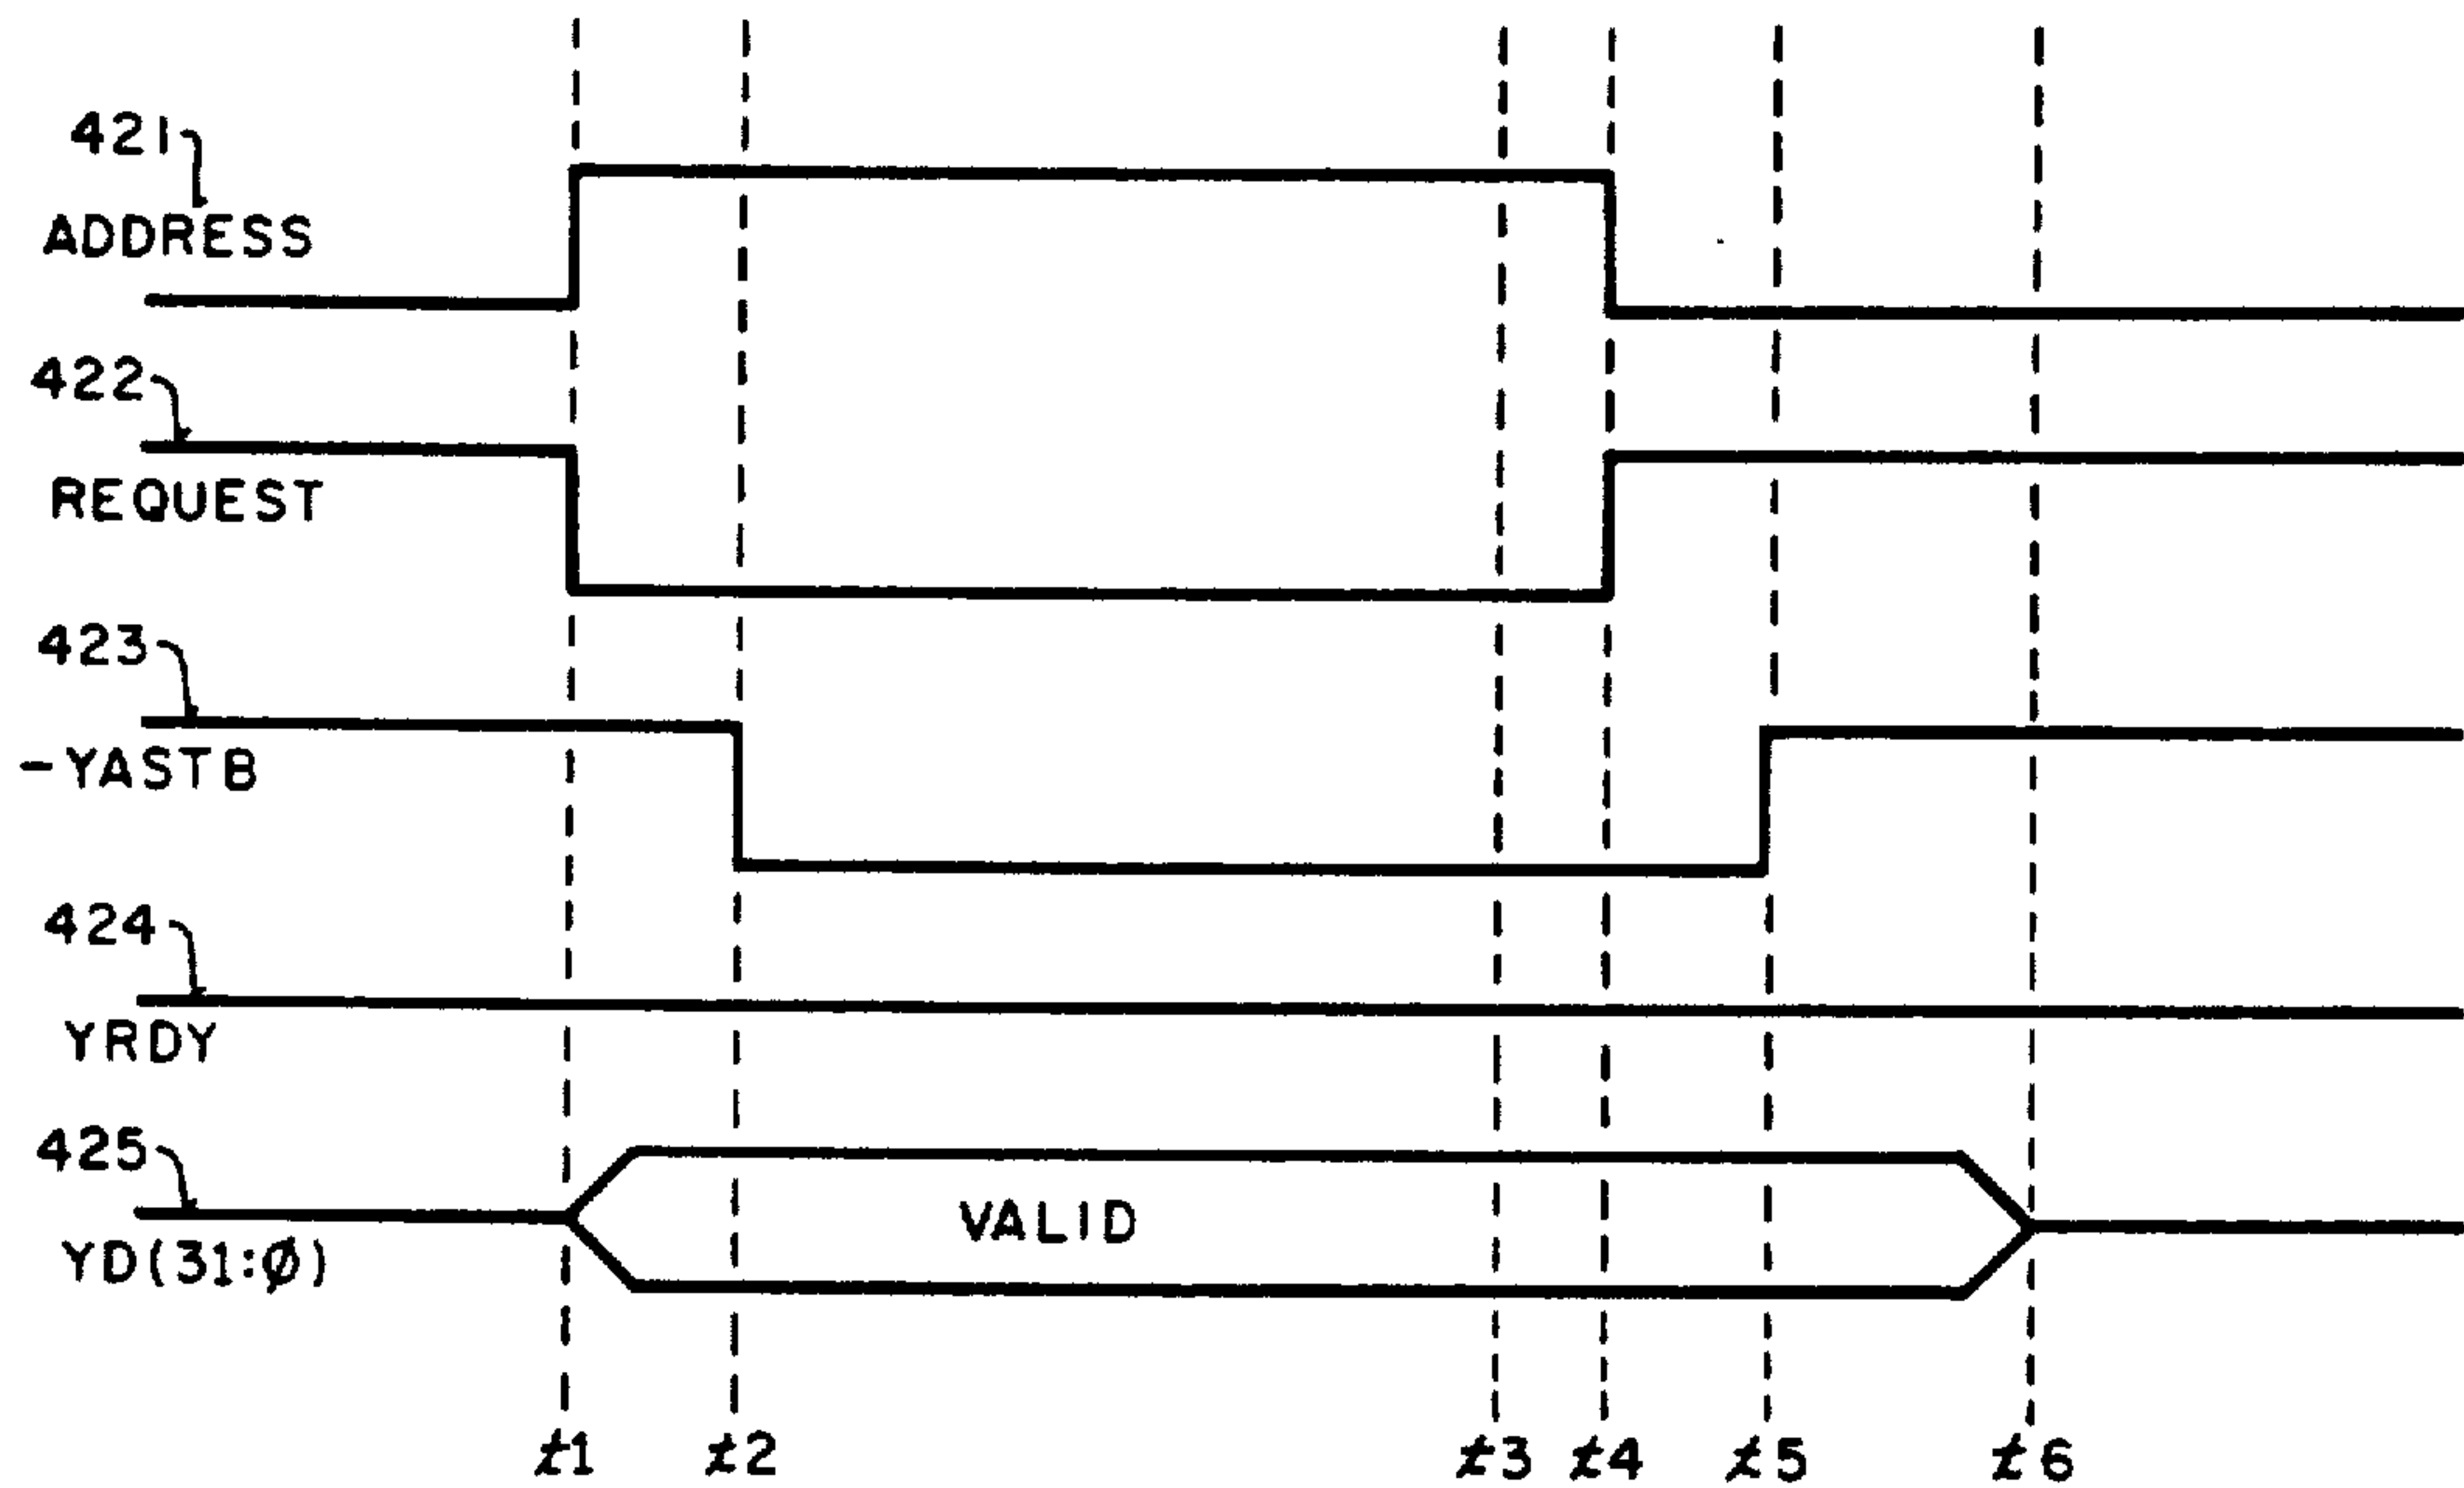 421
ADDRESS
422
REQUEST
423
-YASTB
424
YRDY
425
VALID
YD(31:Ø)
t1 t2 t3 t4 t5 t6